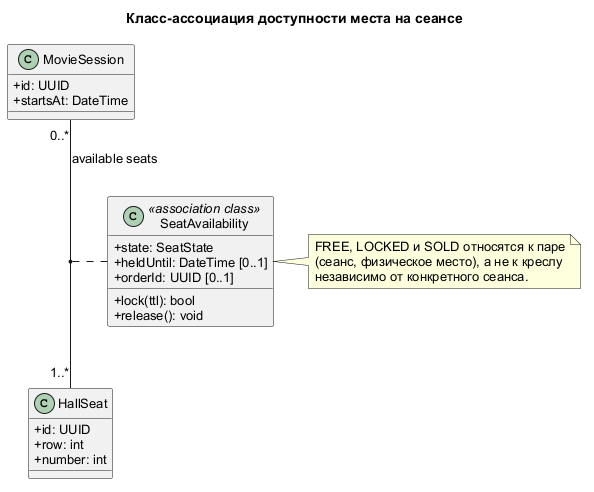 Класс-ассоциация доступности места на сеансе
C MovieSession
+id: UUID
+startsAt: DateTime
0..*
available seats
«association class»
C SeatAvailability
+state: SeatState
+heldUntil: DateTime [0..1]
+orderId: UUID [0..1]
+lock(ttl): bool
+release(): void
FREE, LOCKED и SOLD относятся к паре
(сеанс, физическое место), а не к креслу
независимо от конкретного сеанса.
1..*
C HallSeat
+id: UUID
+row: int
+number: int